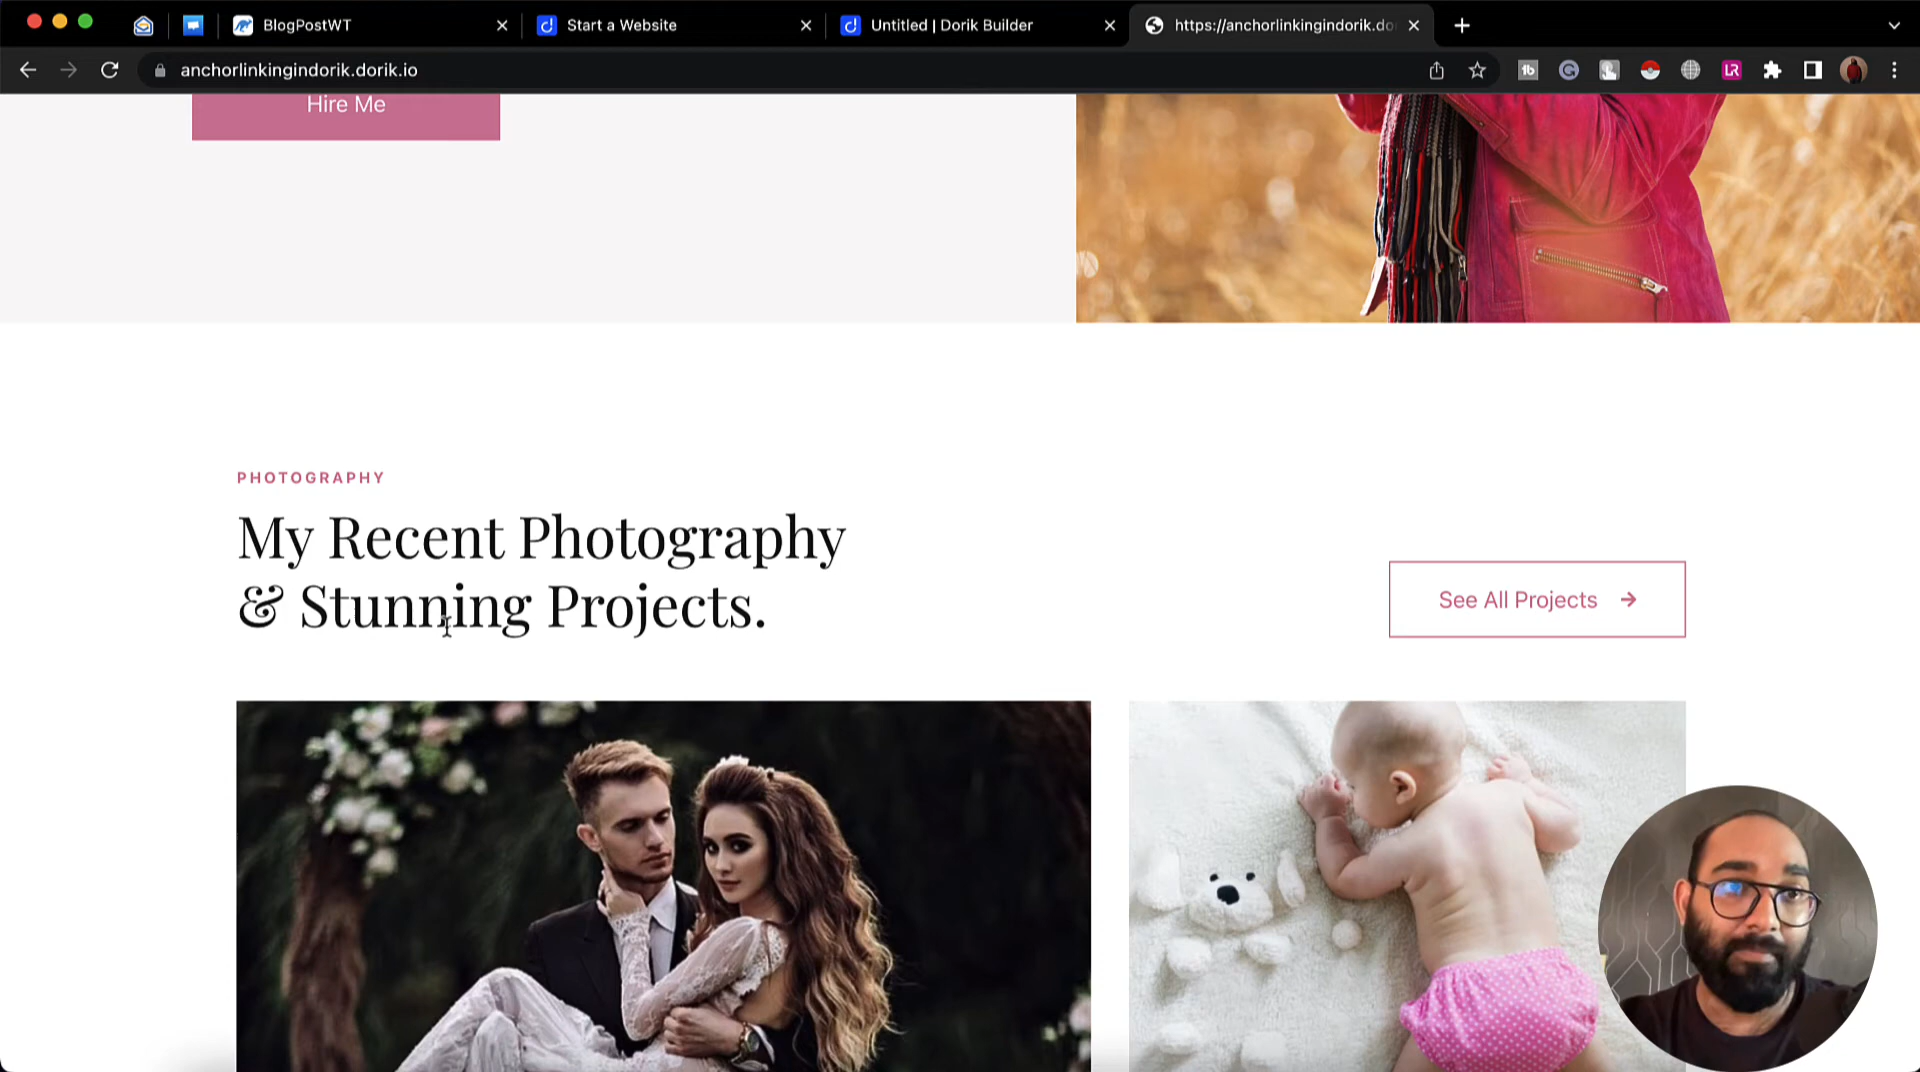 BlogPostWT
Start a Website
Untitled | Dorik Builder
https://anchorlinkingindorik.do
anchorlinkingindorik.dorik.io
LR
Hire Me
PHOTOGRAPHY
My Recent Photography
& Stunning Projects.
See All Projects